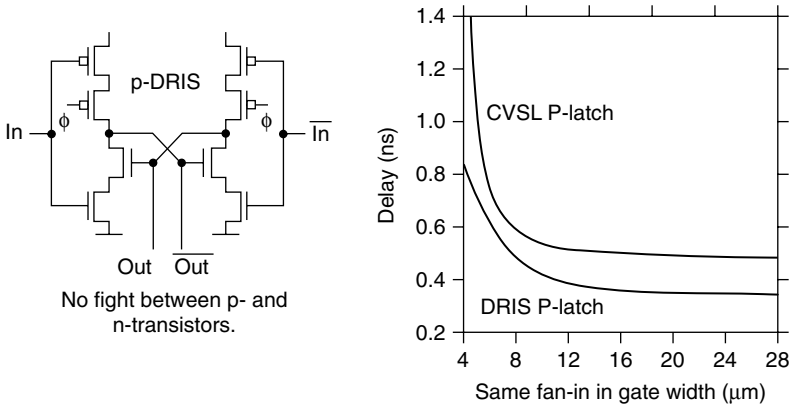 p-DRIS
ϕ
ϕ
In
I̅n̅
Out
O̅u̅t̅
No fight between p- and
n-transistors.
1.4
1.2
1.0
0.8
0.6
0.4
0.2
Delay (ns)
CVSL P-latch
DRIS P-latch
4 8 12 16 20 24 28
Same fan-in in gate width (μm)